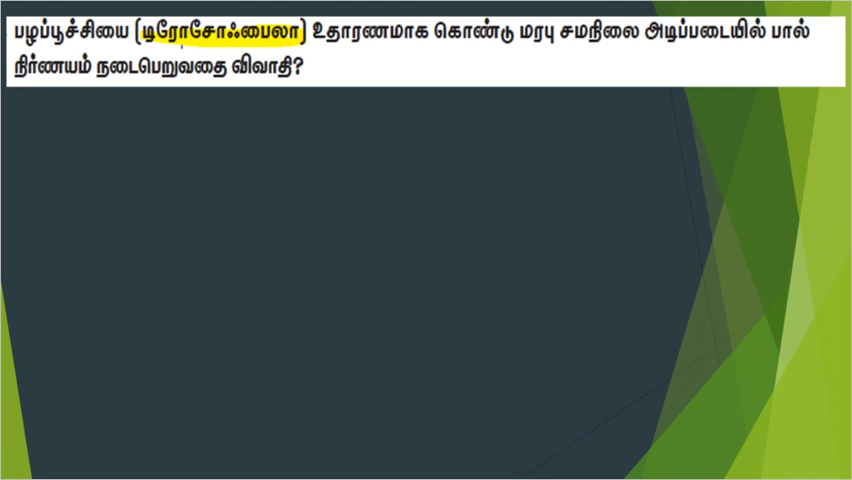 பழப்பூச்சியை (டிரோசோஃபைலா) உதாரணமாக கொண்டு மரபு சமநிலை அடிப்படையில் பால்
நிர்ணயம் நடைபெறுவதை விவாதி?